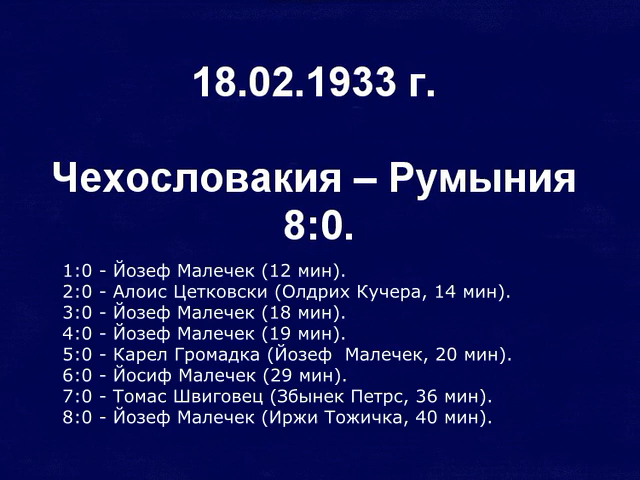 18.02.1933 г.
Чехословакия – Румыния
8:0.
1:0 - Йозеф Малечек (12 мин).
2:0 - Алоис Цетковски (Олдрих Кучера, 14 мин).
3:0 - Йозеф Малечек (18 мин).
4:0 - Йозеф Малечек (19 мин).
5:0 - Карел Громадка (Йозеф  Малечек, 20 мин).
6:0 - Йосиф Малечек (29 мин).
7:0 - Томас Швиговец (Збынек Петрс, 36 мин).
8:0 - Йозеф Малечек (Иржи Тожичка, 40 мин).